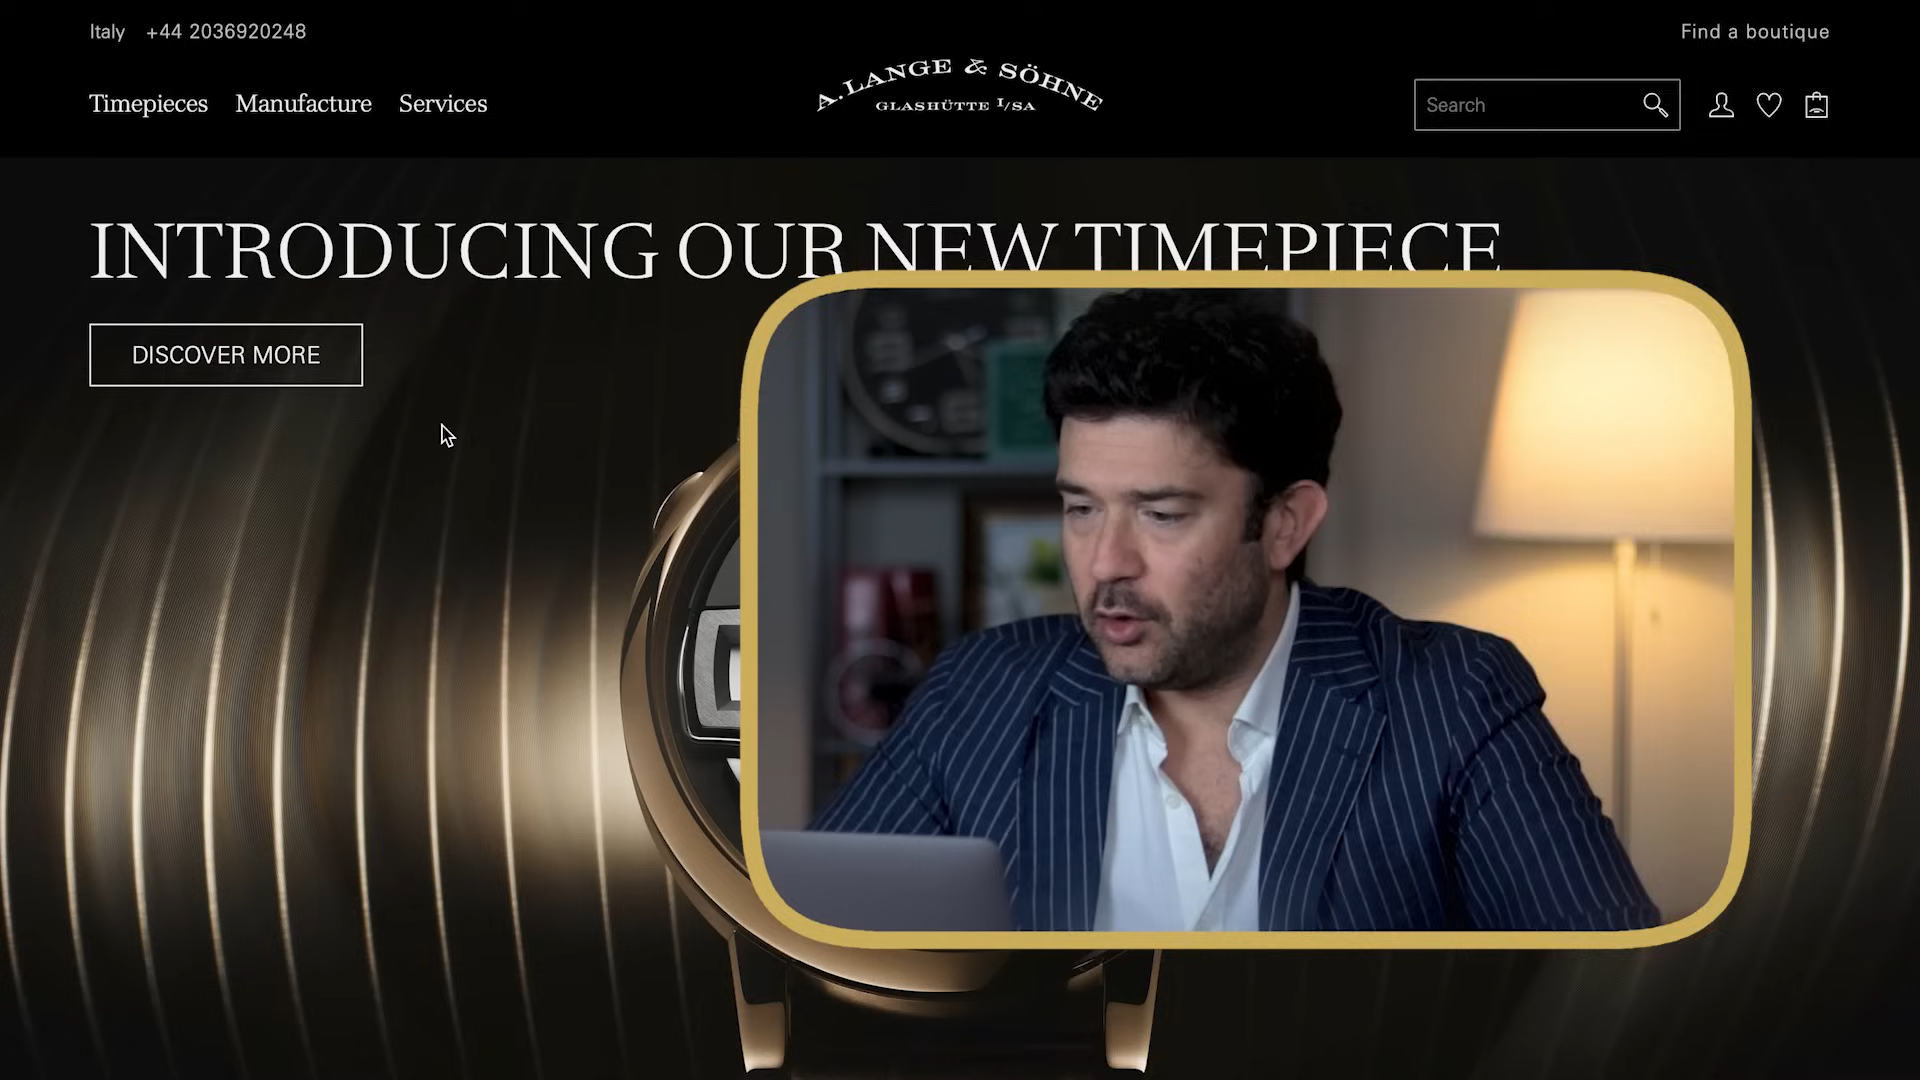 Italy +44 2036920248
Find a boutique
Timepieces Manufacture Services
A. LANGE & SÖHNE
GLASHÜTTE I/SA
Search
INTRODUCING OUR NEW TIMEPIECE
DISCOVER MORE